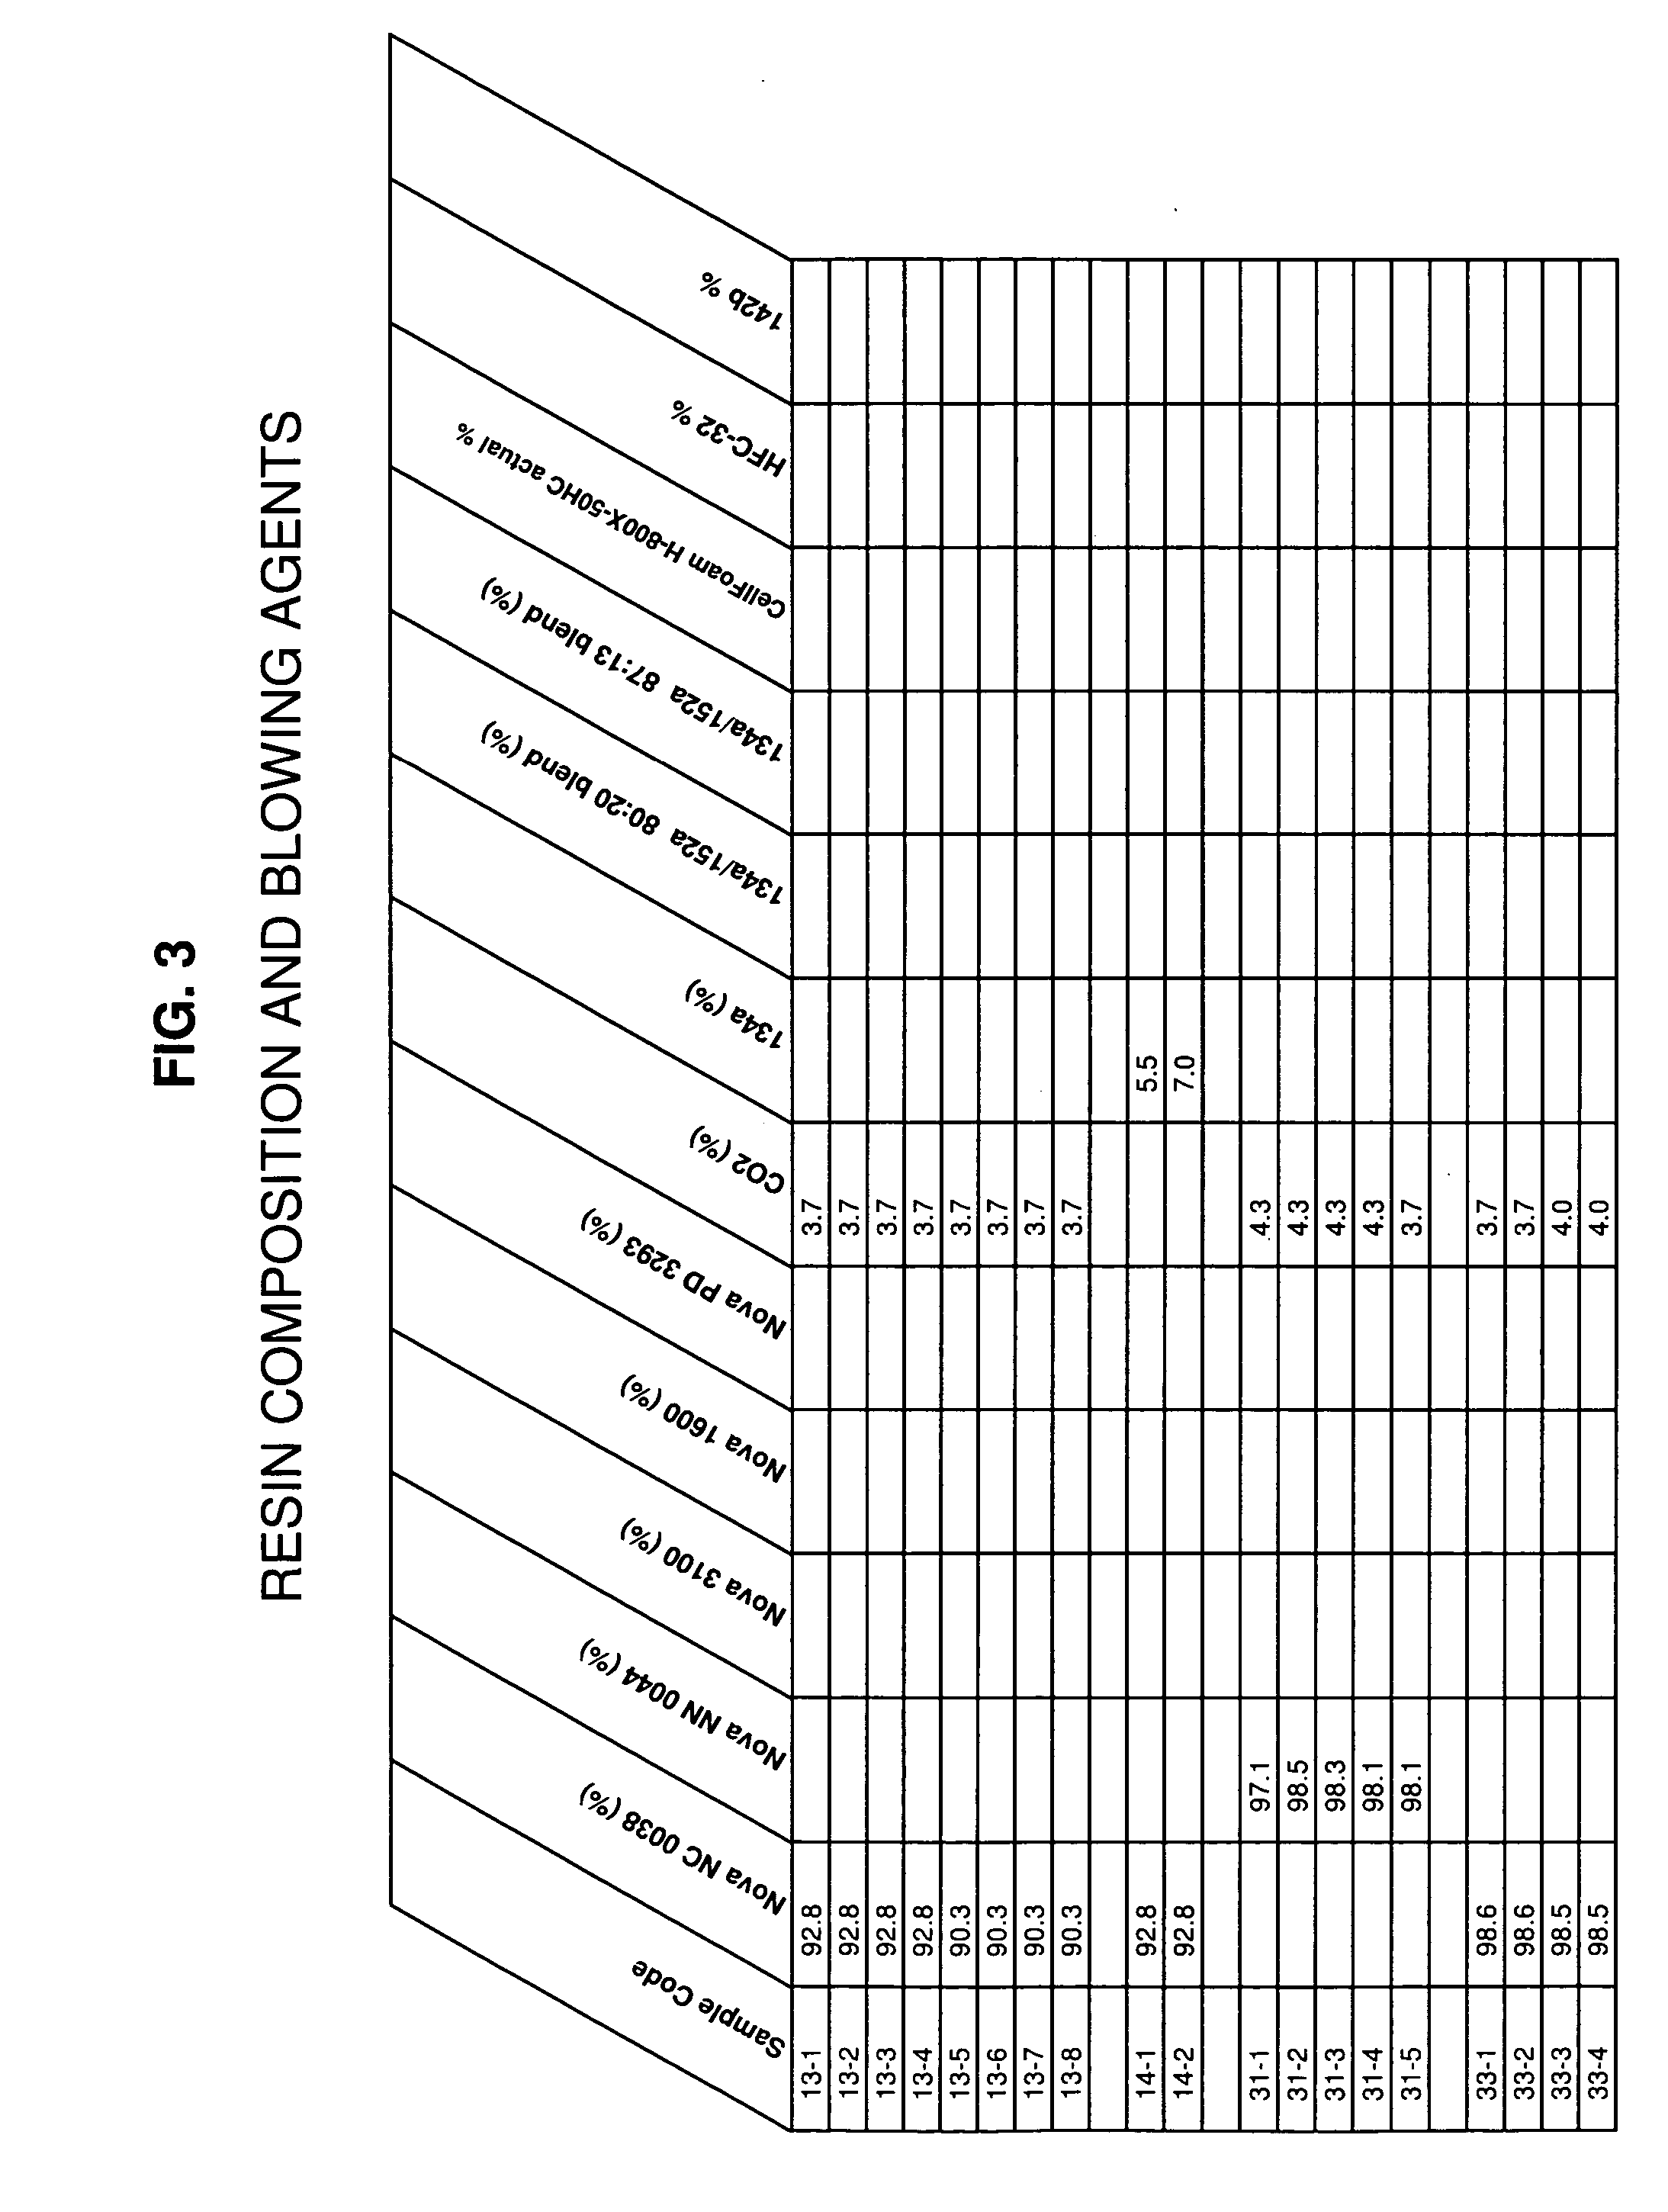 FIG. 3
RESIN COMPOSITION AND BLOWING AGENTS
Sample Code
Nova NC 0038 (%)
Nova NN 0044 (%)
Nova 3100 (%)
Nova 1600 (%)
Nova PD 3293 (%)
CO2 (%)
134a (%)
134a/152a 80:20 blend (%)
134a/152a 87:13 blend (%)
CellFoam H-800X-50HC actual %
HFC-32 %
142b %
13-1 92.8 3.7
13-2 92.8 3.7
13-3 92.8 3.7
13-4 92.8 3.7
13-5 90.3 3.7
13-6 90.3 3.7
13-7 90.3 3.7
13-8 90.3 3.7
14-1 92.8 5.5
14-2 92.8 7.0
31-1 97.1 4.3
31-2 98.5 4.3
31-3 98.3 4.3
31-4 98.1 4.3
31-5 98.1 3.7
33-1 98.6 3.7
33-2 98.6 3.7
33-3 98.5 4.0
33-4 98.5 4.0